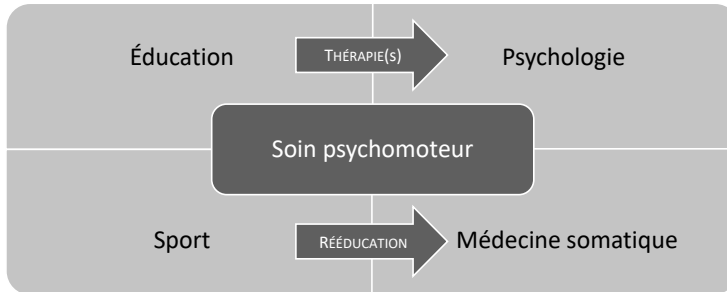 Éducation
THÉRAPIE(S)
Psychologie
Soin psychomoteur
Sport
RÉÉDUCATION
Médecine somatique